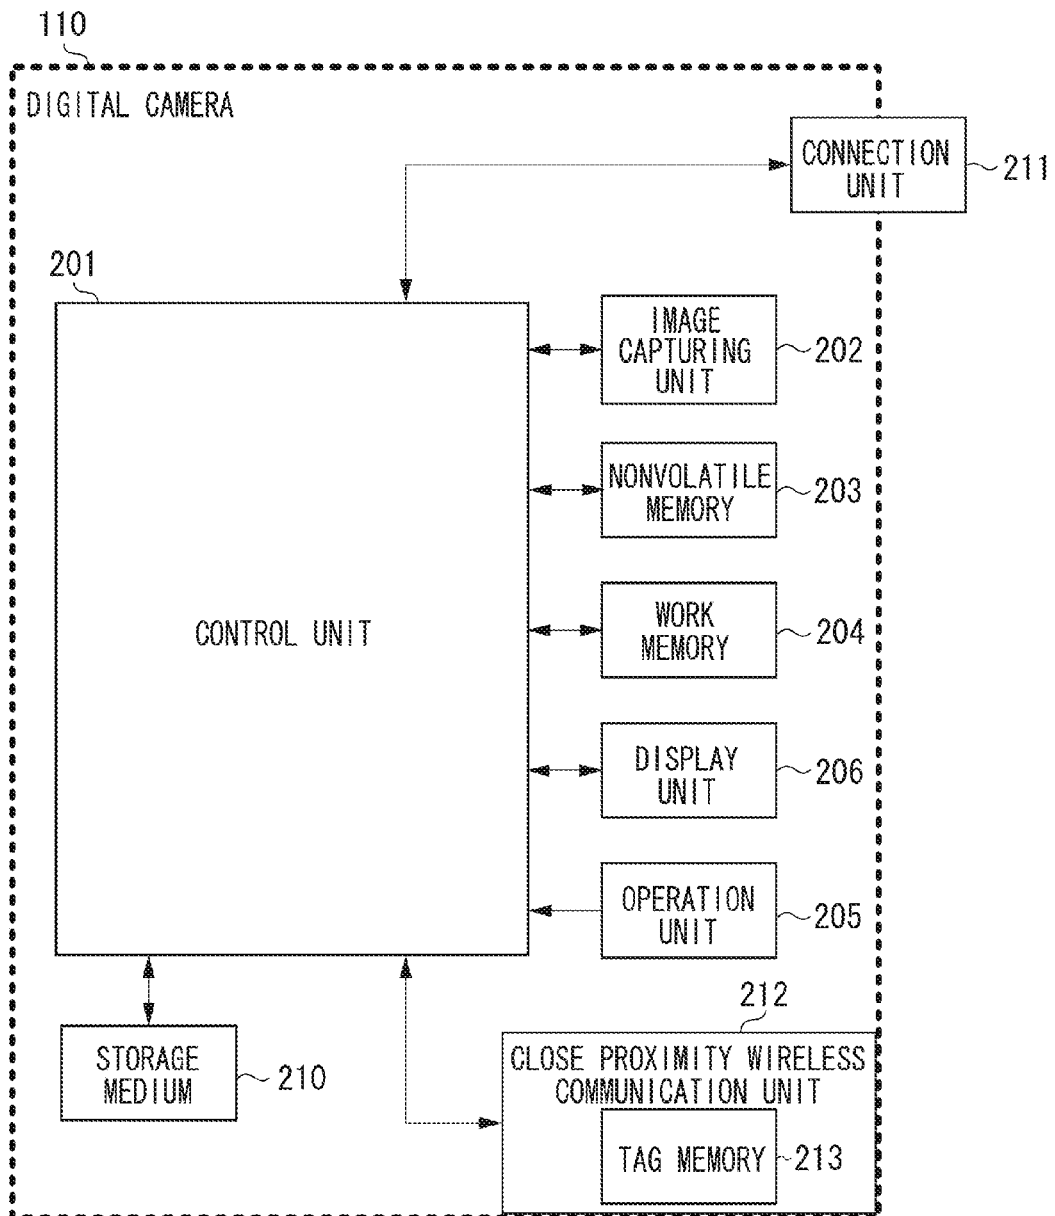 110
DIGITAL CAMERA
CONNECTION
UNIT
211
201
IMAGE
CAPTURING
UNIT
202
NONVOLATILE
MEMORY
203
CONTROL UNIT
WORK
MEMORY
204
DISPLAY
UNIT
206
OPERATION
UNIT
205
STORAGE
MEDIUM
210
212
CLOSE PROXIMITY WIRELESS
COMMUNICATION UNIT
TAG MEMORY
213